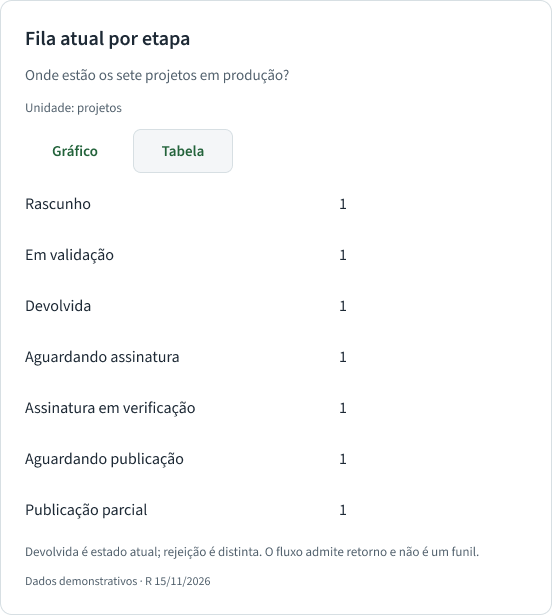 Fila atual por etapa
Onde estão os sete projetos em produção?
Unidade: projetos
Gráfico Tabela
Rascunho 1
Em validação 1
Devolvida 1
Aguardando assinatura 1
Assinatura em verificação 1
Aguardando publicação 1
Publicação parcial 1
Devolvida é estado atual; rejeição é distinta. O fluxo admite retorno e não é um funil.
Dados demonstrativos · R 15/11/2026